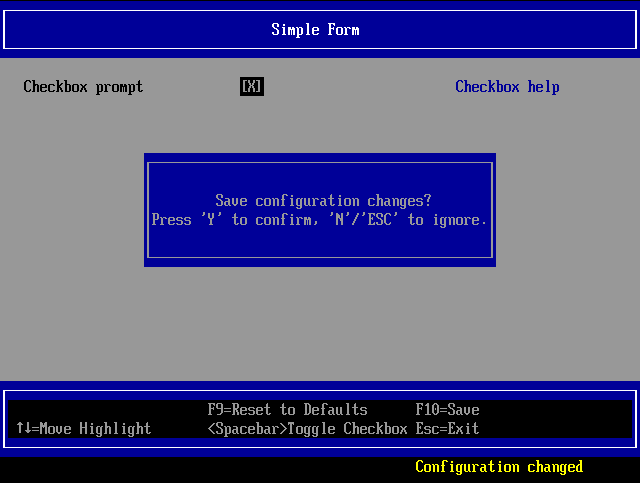 Simple Form
Checkbox prompt [X] Checkbox help
Save configuration changes?
Press 'Y' to confirm, 'N'/'ESC' to ignore.
F9=Reset to Defaults F10=Save
↑↓=Move Highlight <Spacebar>Toggle Checkbox Esc=Exit
Configuration changed